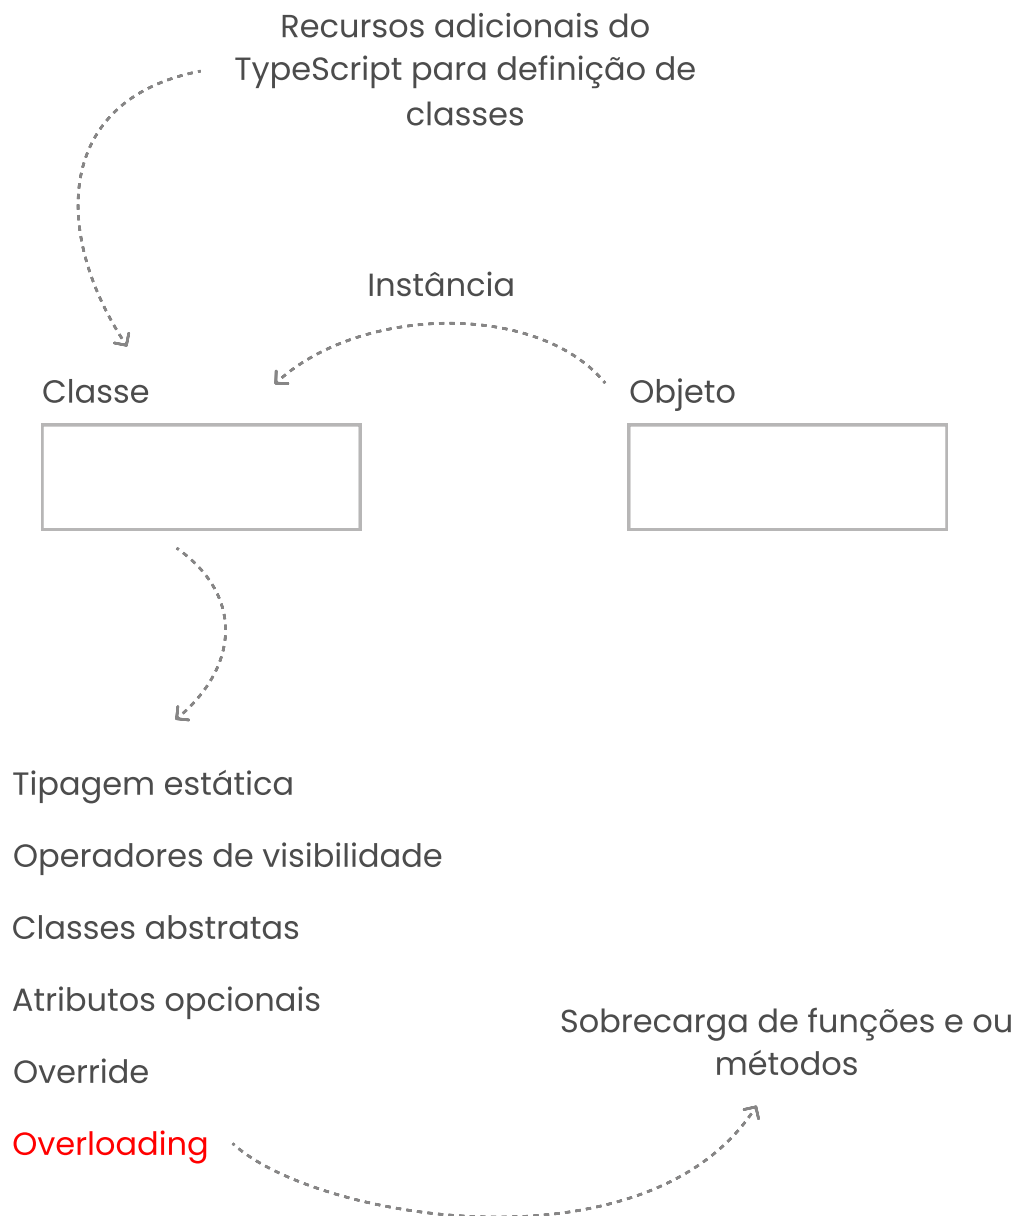 Recursos adicionais do
TypeScript para definição de
classes
Instância
Classe
Objeto
Tipagem estática
Operadores de visibilidade
Classes abstratas
Atributos opcionais
Sobrecarga de funções e ou
métodos
Override
Overloading